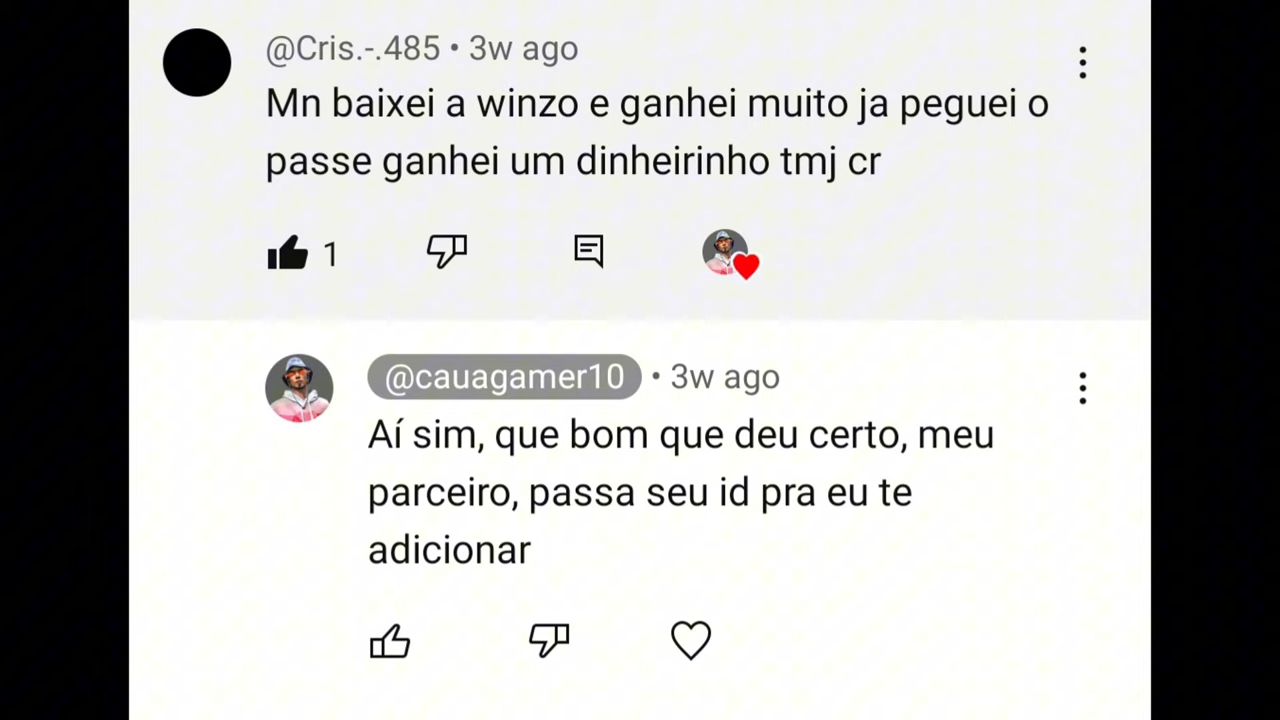 @Cris.-.485 • 3w ago
Mn baixei a winzo e ganhei muito ja peguei o
passe ganhei um dinheirinho tmj cr
1
@cauagamer10 • 3w ago
Aí sim, que bom que deu certo, meu
parceiro, passa seu id pra eu te
adicionar